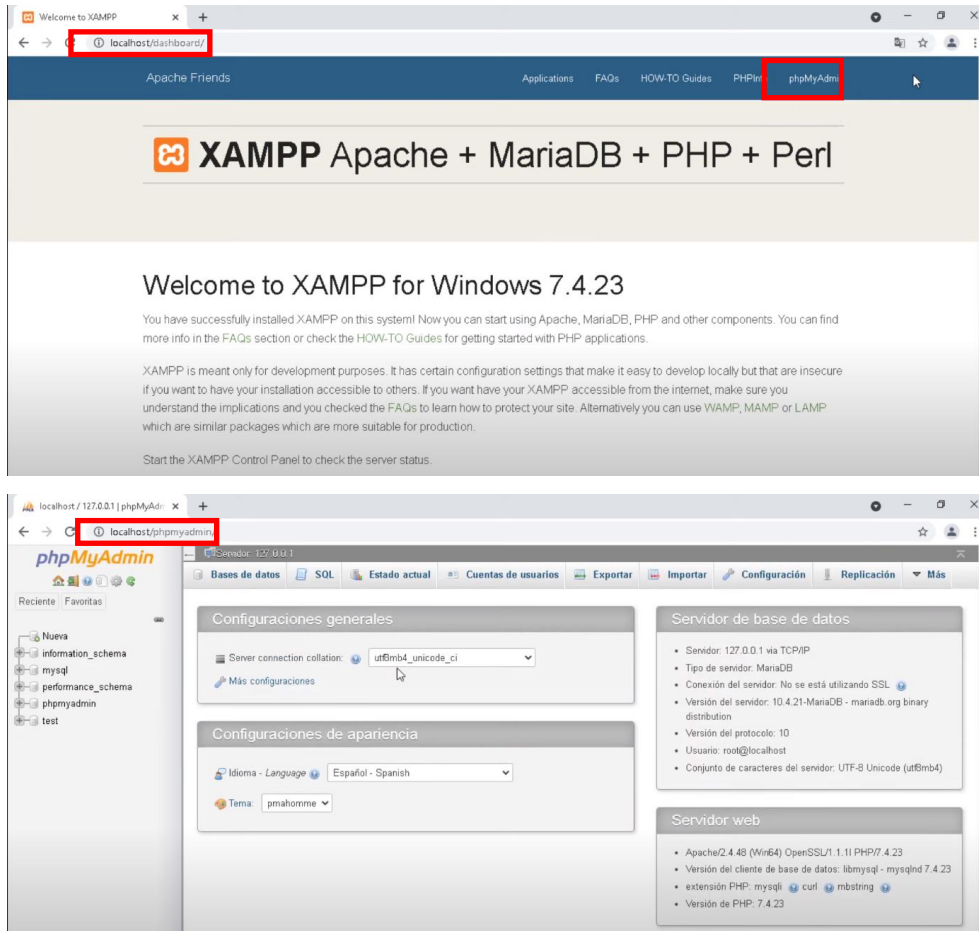 Welcome to XAMPP
localhost/dashboard/
Apache Friends
Applications FAQs HOW-TO Guides PHPInfo phpMyAdmin
XAMPP Apache + MariaDB + PHP + Perl
Welcome to XAMPP for Windows 7.4.23
You have successfully installed XAMPP on this system! Now you can start using Apache, MariaDB, PHP and other components. You can find
more info in the FAQs section or check the HOW-TO Guides for getting started with PHP applications.
XAMPP is meant only for development purposes. It has certain configuration settings that make it easy to develop locally but that are insecure
if you want to have your installation accessible to others. If you want have your XAMPP accessible from the internet, make sure you
understand the implications and you checked the FAQs to learn how to protect your site. Alternatively you can use WAMP, MAMP or LAMP
which are similar packages which are more suitable for production.
Start the XAMPP Control Panel to check the server status.
localhost / 127.0.0.1 | phpMyAdm
localhost/phpmyadmin/
phpMyAdmin
Reciente Favoritas
Nueva
information_schema
mysql
performance_schema
phpmyadmin
test
Servidor: 127.0.0.1
Bases de datos SQL Estado actual Cuentas de usuarios Exportar Importar Configuración Replicación Más
Configuraciones generales
Server connection collation: utf8mb4_unicode_ci
Más configuraciones
Configuraciones de apariencia
Idioma - Language Español - Spanish
Tema: pmahomme
Servidor de base de datos
• Servidor: 127.0.0.1 via TCP/IP
• Tipo de servidor: MariaDB
• Conexión del servidor: No se está utilizando SSL
• Versión del servidor: 10.4.21-MariaDB - mariadb.org binary
distribution
• Versión del protocolo: 10
• Usuario: root@localhost
• Conjunto de caracteres del servidor: UTF-8 Unicode (utf8mb4)
Servidor web
• Apache/2.4.48 (Win64) OpenSSL/1.1.1l PHP/7.4.23
• Versión del cliente de base de datos: libmysql - mysqlnd 7.4.23
• extensión PHP: mysqli curl mbstring
• Versión de PHP: 7.4.23